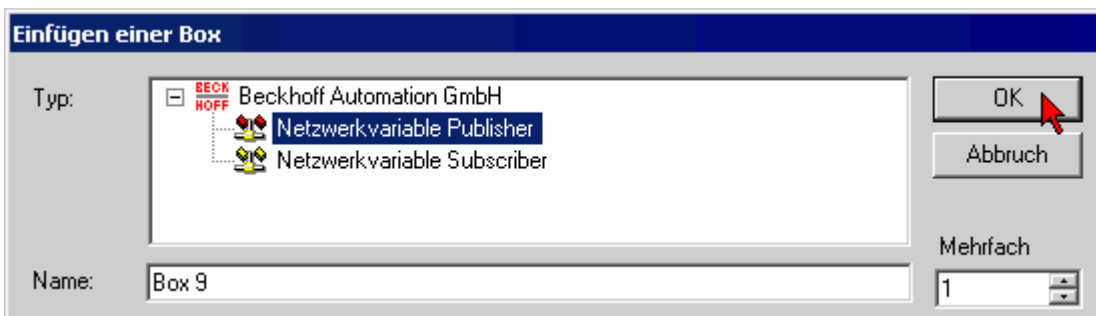 Einfügen einer Box
Typ:
BECK
HOFF
Beckhoff Automation GmbH
Netzwerkvariable Publisher
Netzwerkvariable Subscriber
OK
Abbruch
Mehrfach
Name:
Box 9
1